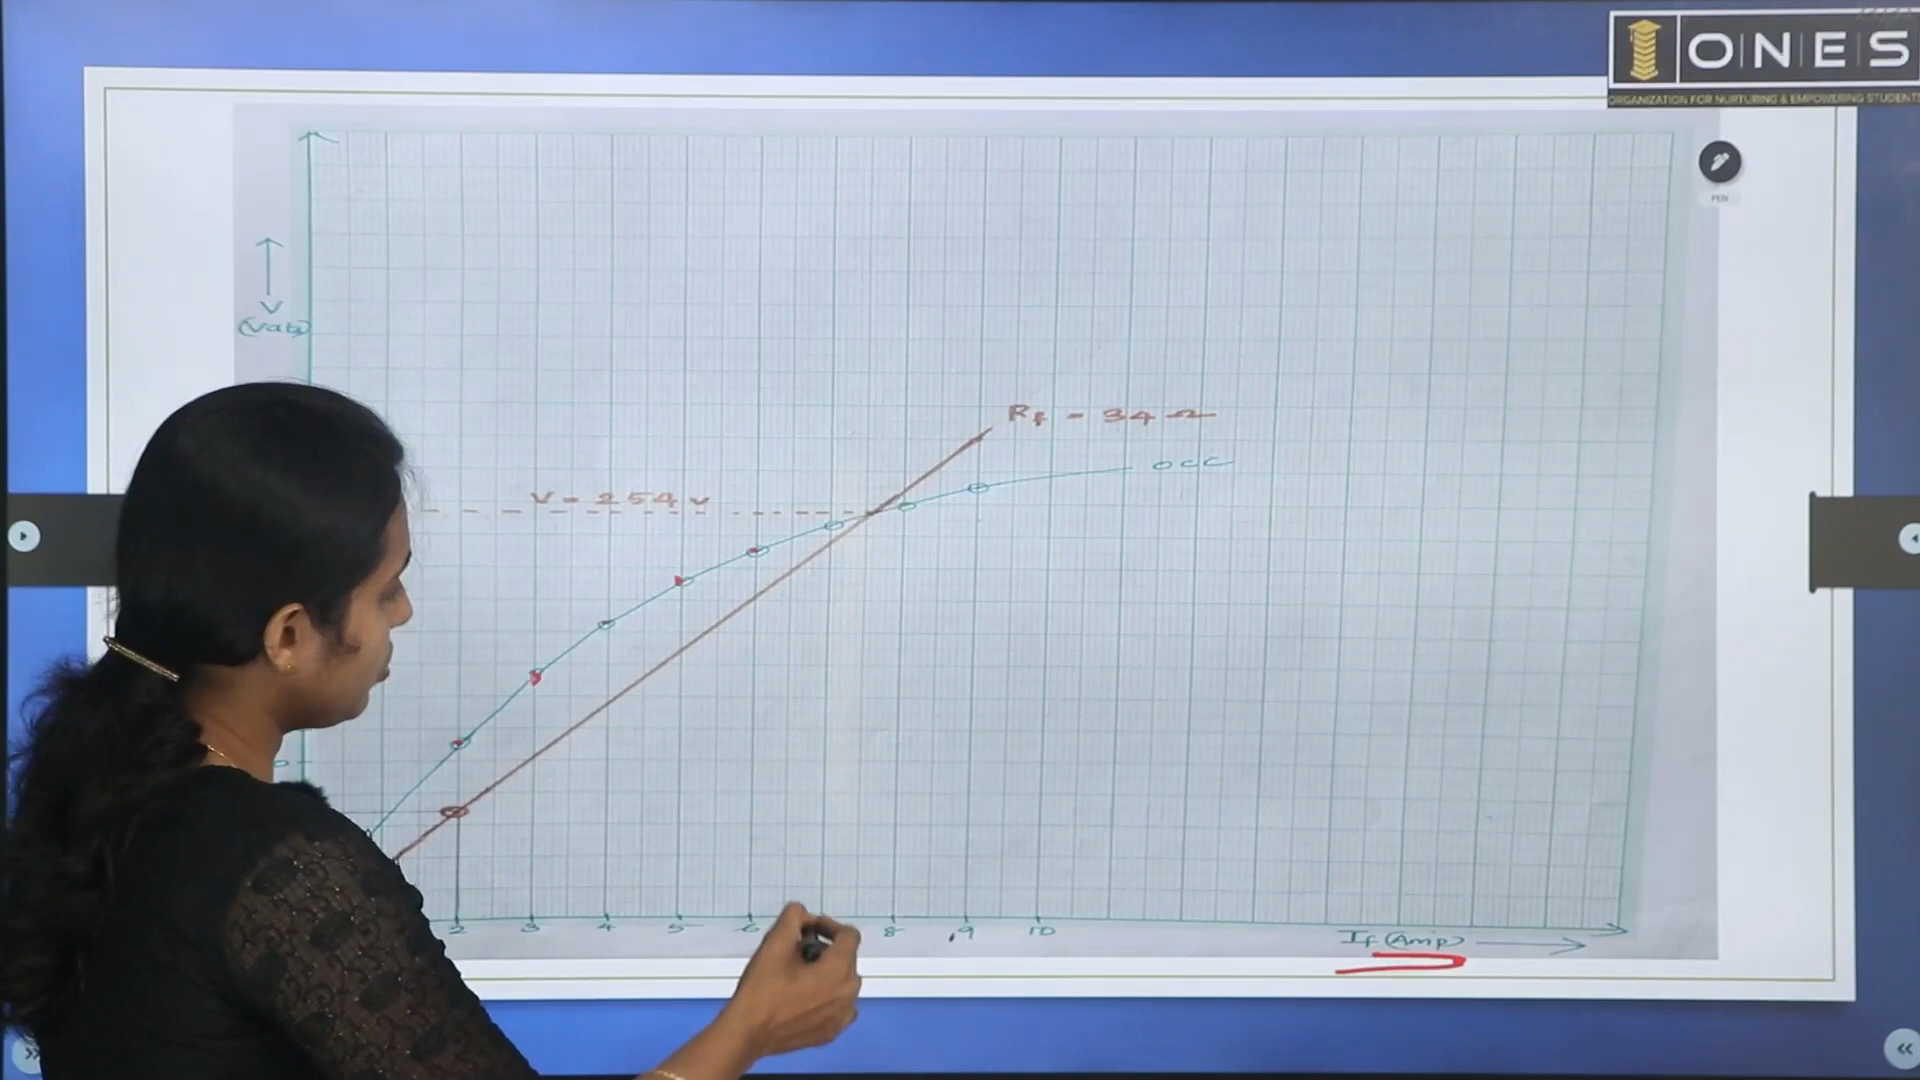 ONES
ORGANIZATION FOR NURTURING & EMPOWERING STUDENTS
PEN
V
Rf = 34 Ω
OCC
V = 254 v
2 3 4 5 6 8 9 10
If (Amp)